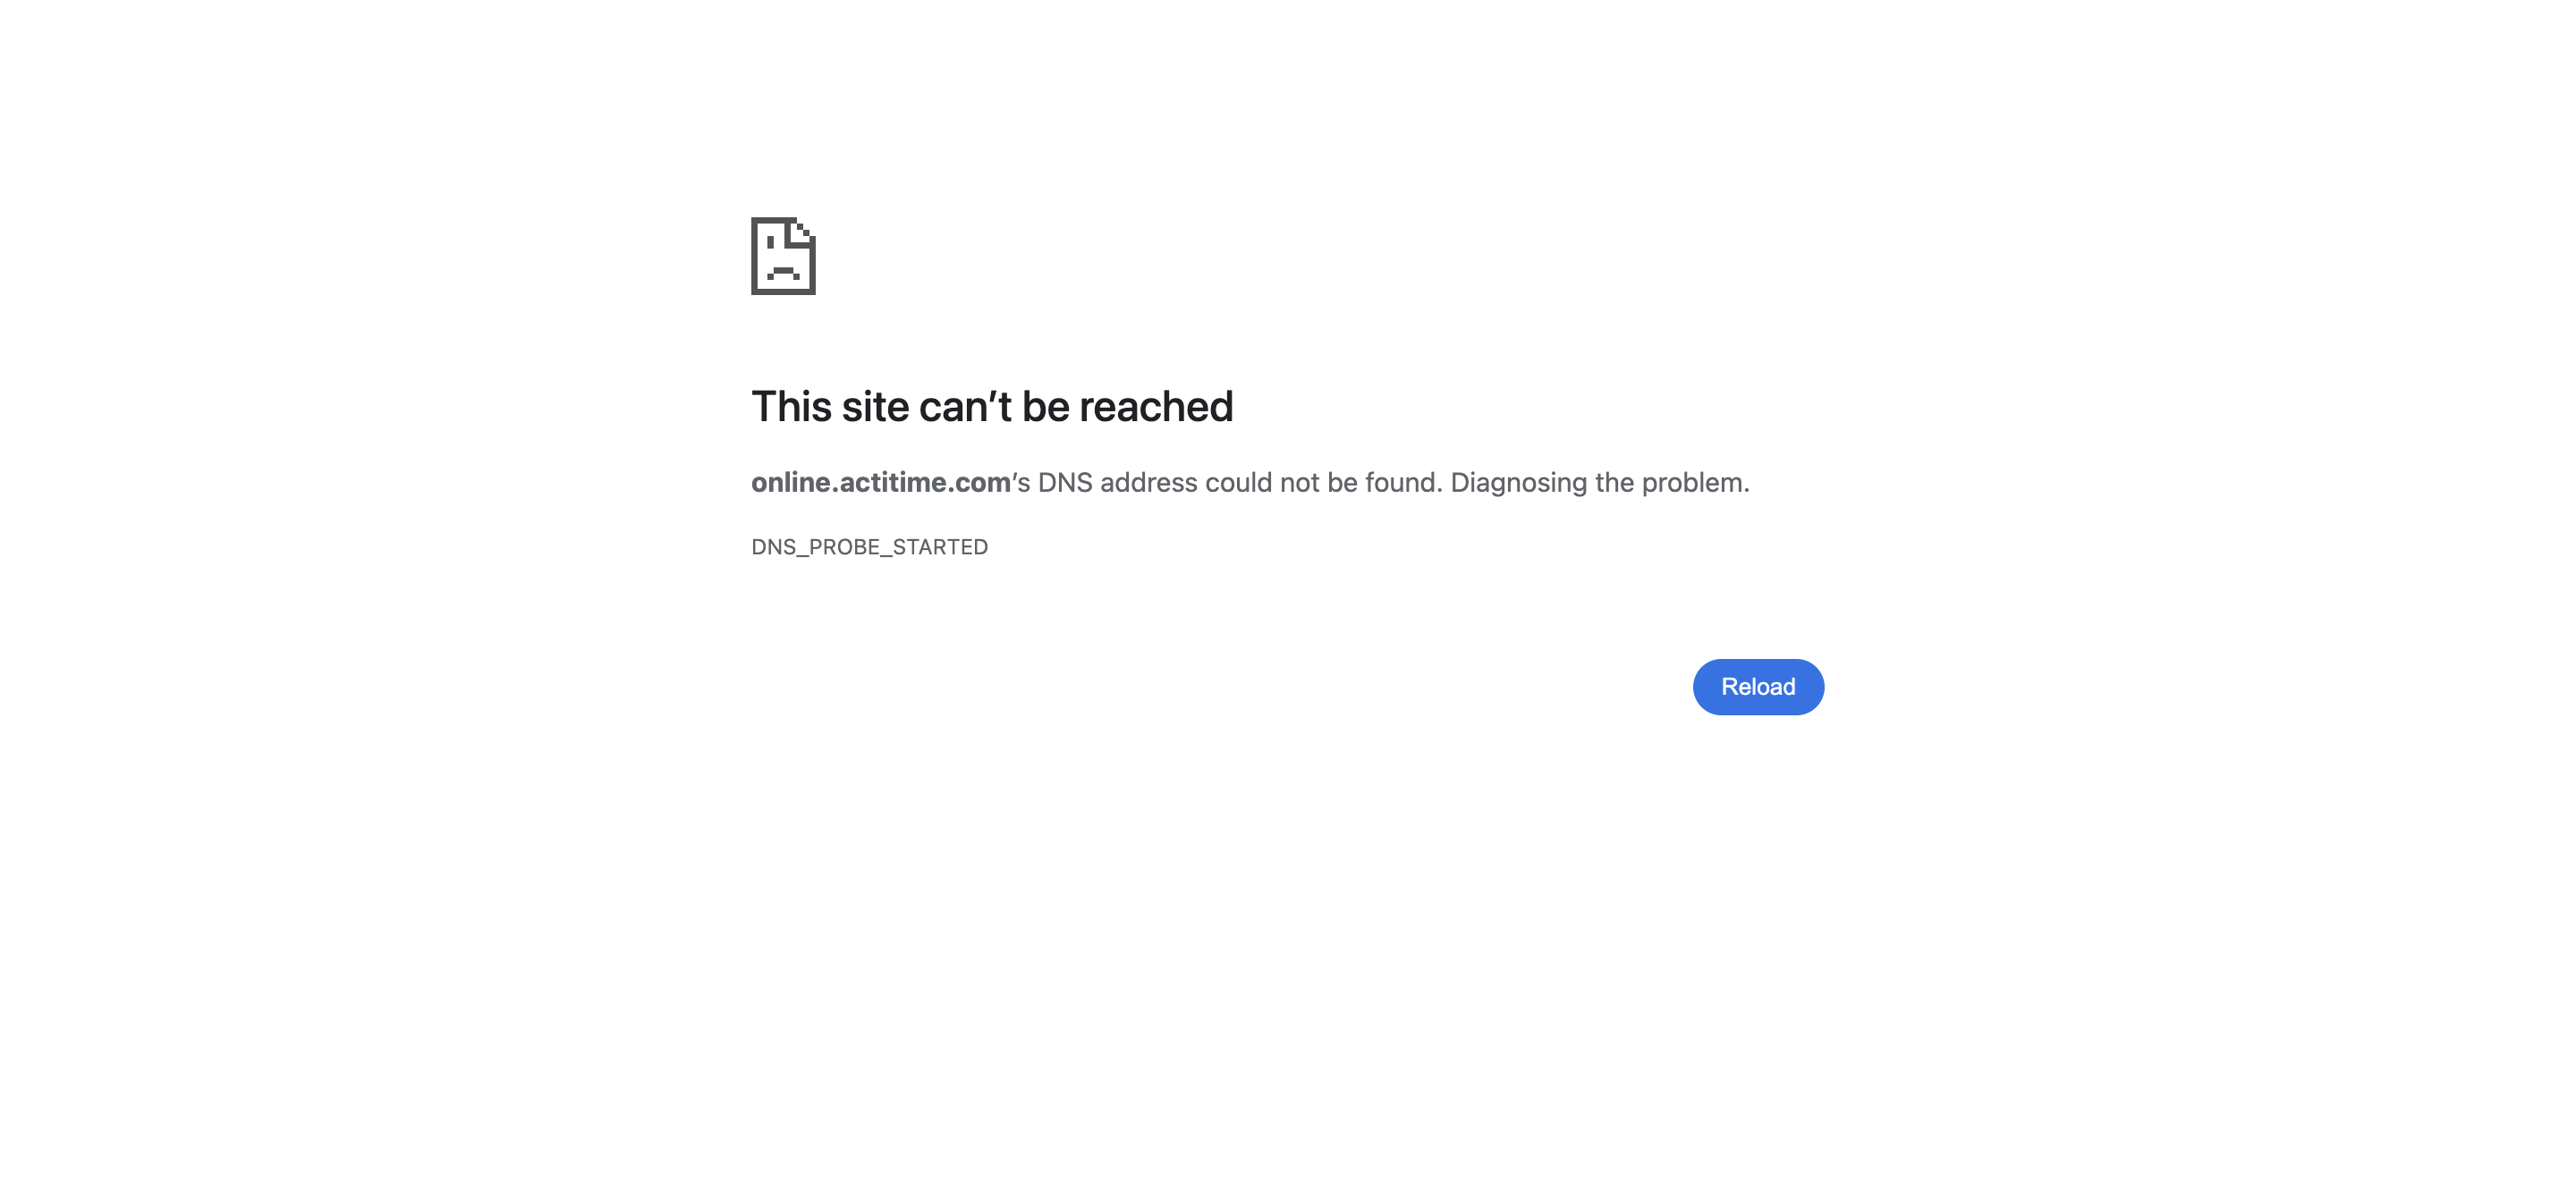 This site can’t be reached
online.actitime.com’s DNS address could not be found. Diagnosing the problem.
DNS_PROBE_STARTED
Reload